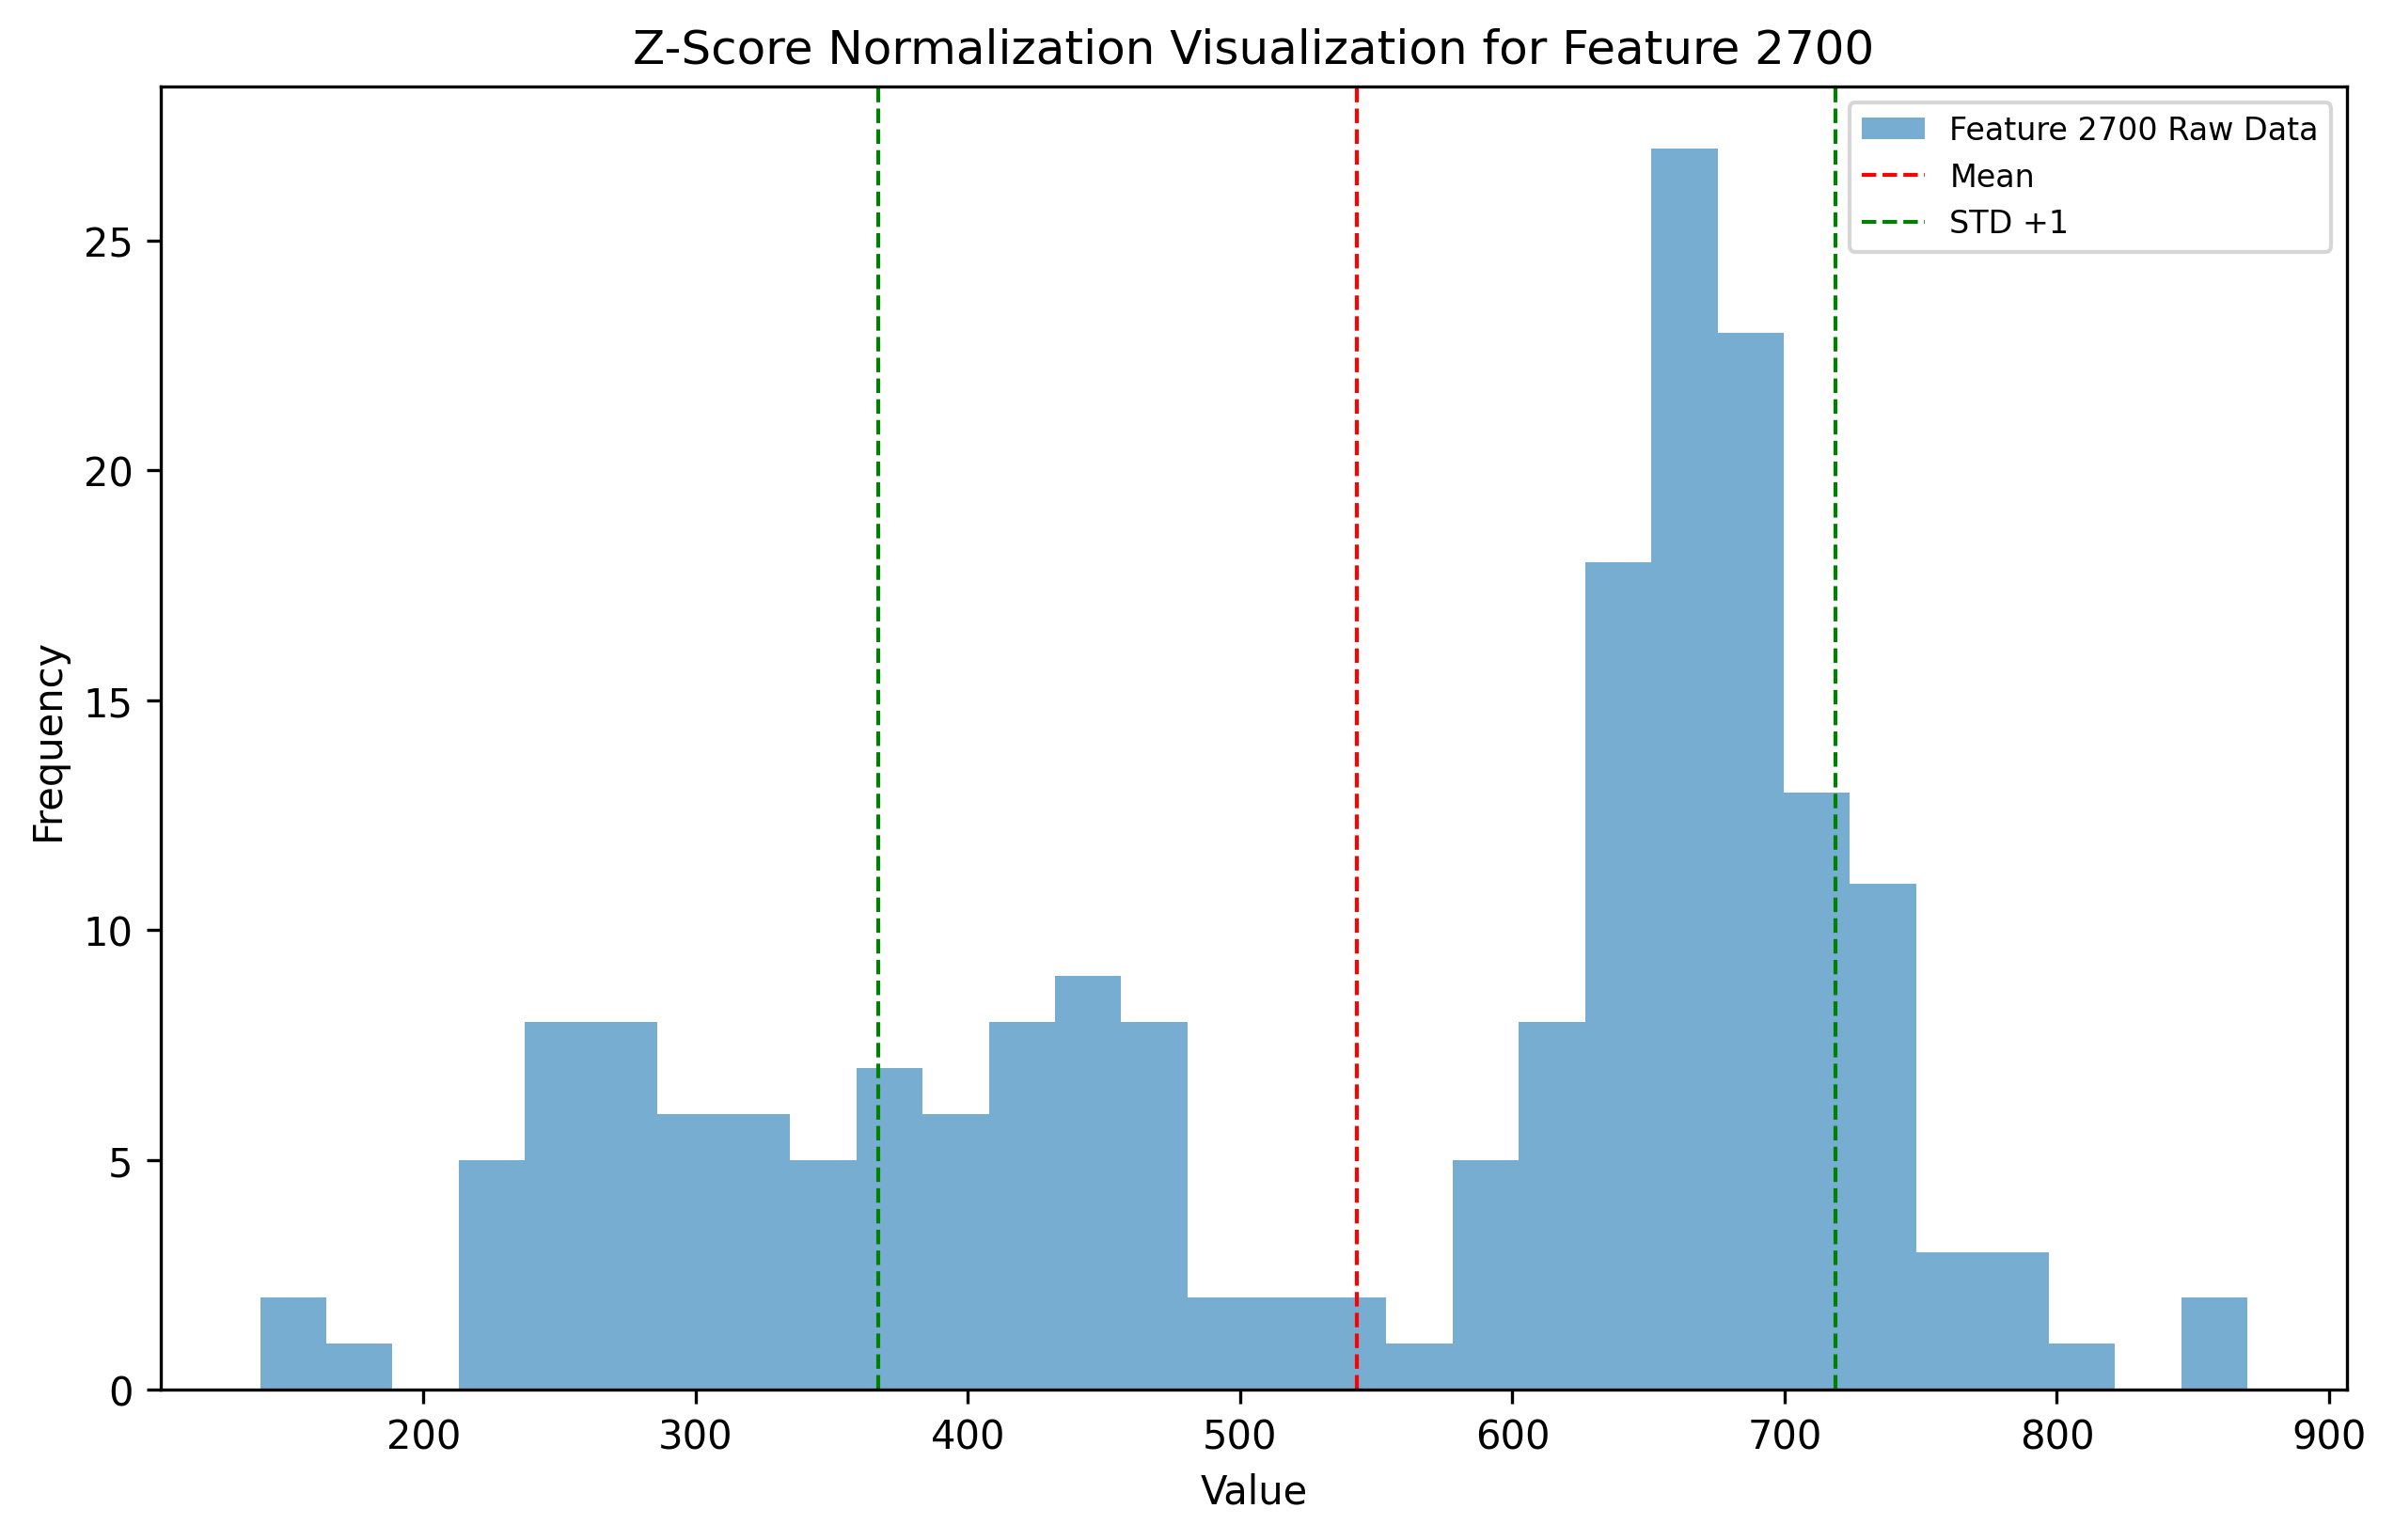 Z-Score Normalization Visualization for Feature 2700
Feature 2700 Raw Data
Mean
STD +1
25
20
15
10
5
0
Frequency
200 300 400 500 600 700 800 900
Value